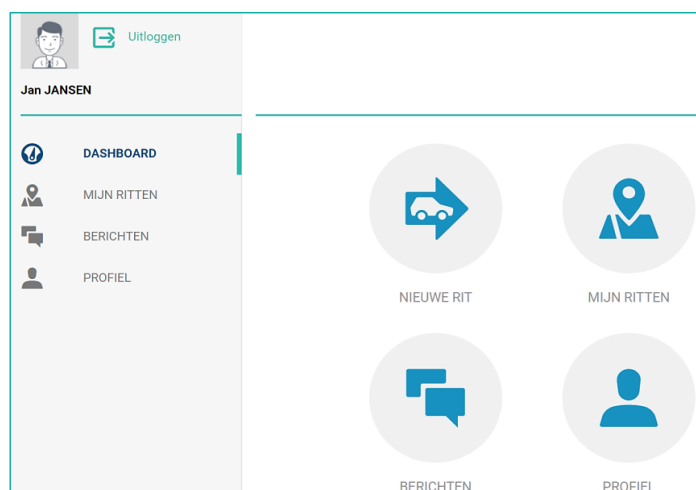 Uitloggen
Jan JANSEN
DASHBOARD
MIJN RITTEN
BERICHTEN
PROFIEL
NIEUWE RIT
MIJN RITTEN
BERICHTEN
PROFIEL